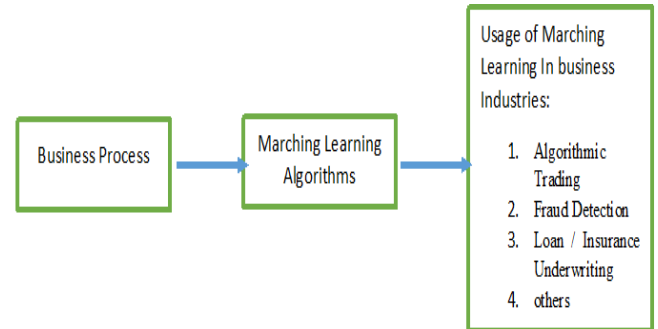 Business Process
Marching Learning
Algorithms
Usage of Marching
Learning In business
Industries:
1. Algorithmic
Trading
2. Fraud Detection
3. Loan / Insurance
Underwriting
4. others